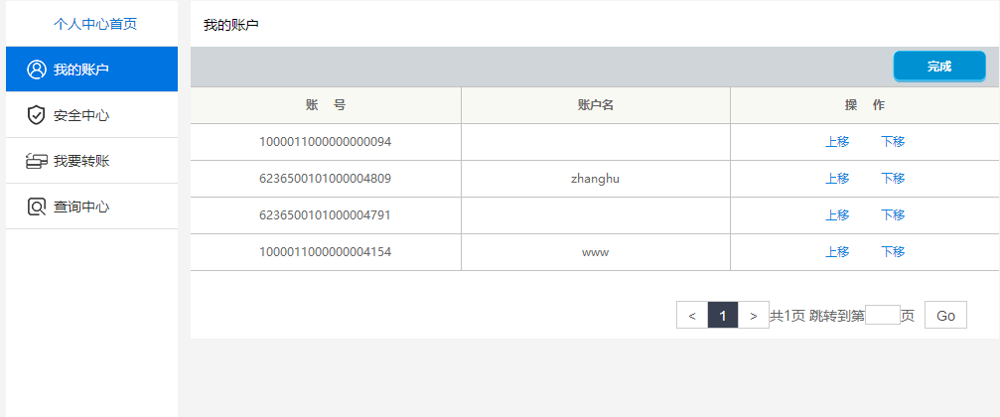 个人中心首页
我的账户
安全中心
我要转账
查询中心
我的账户
完成
账 号 账户名 操 作
1000011000000000094 上移 下移
6236500101000004809 zhanghu 上移 下移
6236500101000004791 上移 下移
1000011000000004154 www 上移 下移
< 1 > 共1页 跳转到第 页 Go